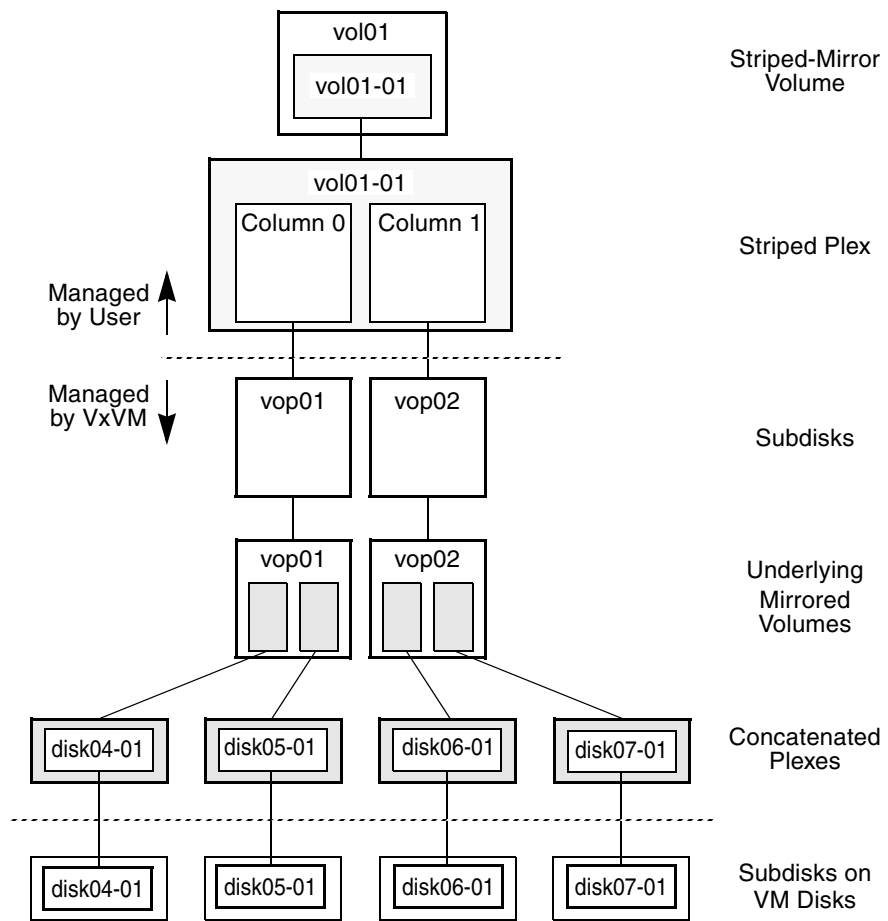 vol01
vol01-01
Striped-Mirror
Volume
vol01-01
Column 0
Column 1
Striped Plex
Managed
by User
Managed
by VxVM
vop01
vop02
Subdisks
vop01
vop02
Underlying
Mirrored
Volumes
disk04-01
disk05-01
disk06-01
disk07-01
Concatenated
Plexes
disk04-01
disk05-01
disk06-01
disk07-01
Subdisks on
VM Disks